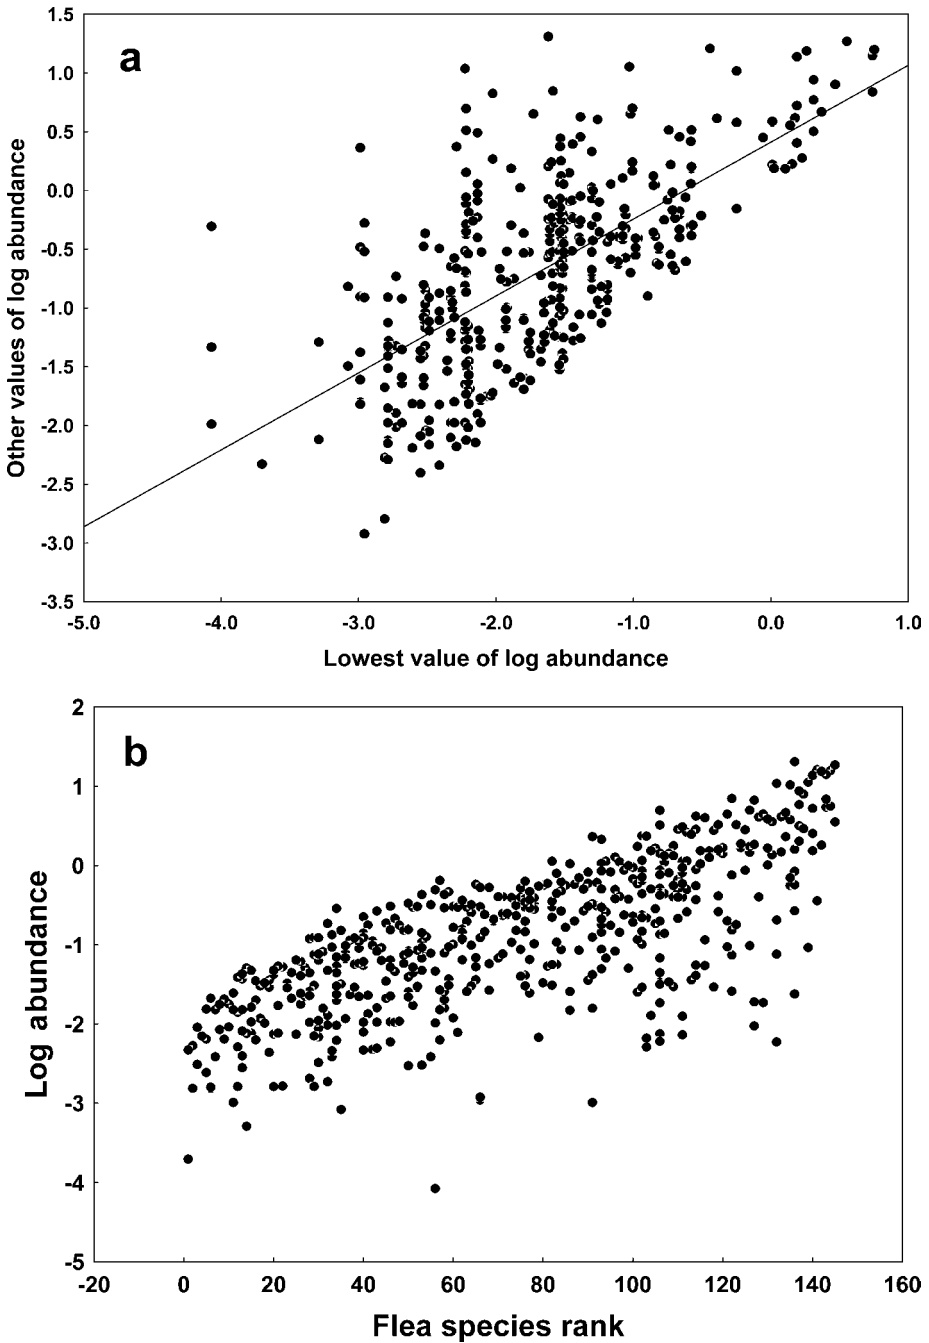 a
1.5
1.0
0.5
0.0
-0.5
-1.0
-1.5
-2.0
-2.5
-3.0
-3.5
Other values of log abundance
-5.0 -4.0 -3.0 -2.0 -1.0 0.0 1.0
Lowest value of log abundance
b
2
1
0
-1
-2
-3
-4
-5
Log abundance
-20 0 20 40 60 80 100 120 140 160
Flea species rank